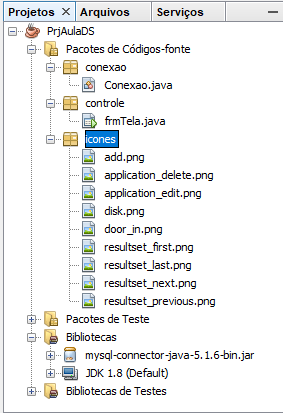 Projetos Arquivos Serviços
PrjAulaDS
Pacotes de Códigos-fonte
conexao
Conexao.java
controle
frmTela.java
icones
add.png
application_delete.png
application_edit.png
disk.png
door_in.png
resultset_first.png
resultset_last.png
resultset_next.png
resultset_previous.png
Pacotes de Teste
Bibliotecas
mysql-connector-java-5.1.6-bin.jar
JDK 1.8 (Default)
Bibliotecas de Testes